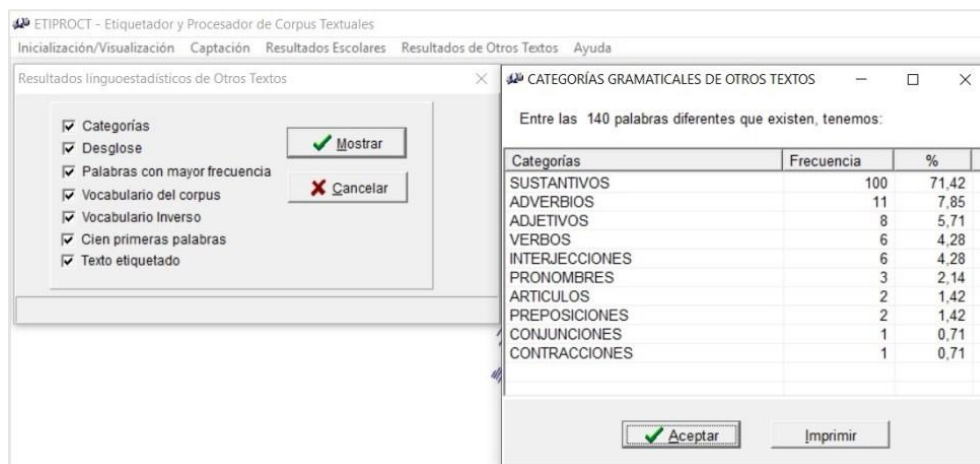 ETIPROCT - Etiquetador y Procesador de Corpus Textuales
Inicialización/Visualización Captación Resultados Escolares Resultados de Otros Textos Ayuda
Resultados linguoestadísticos de Otros Textos
Categorías
Desglose
Palabras con mayor frecuencia
Vocabulario del corpus
Vocabulario Inverso
Cien primeras palabras
Texto etiquetado
Mostrar
Cancelar
CATEGORÍAS GRAMATICALES DE OTROS TEXTOS
Entre las 140 palabras diferentes que existen, tenemos:
Categorías Frecuencia %
SUSTANTIVOS 100 71,42
ADVERBIOS 11 7,85
ADJETIVOS 8 5,71
VERBOS 6 4,28
INTERJECCIONES 6 4,28
PRONOMBRES 3 2,14
ARTICULOS 2 1,42
PREPOSICIONES 2 1,42
CONJUNCIONES 1 0,71
CONTRACCIONES 1 0,71
Aceptar Imprimir